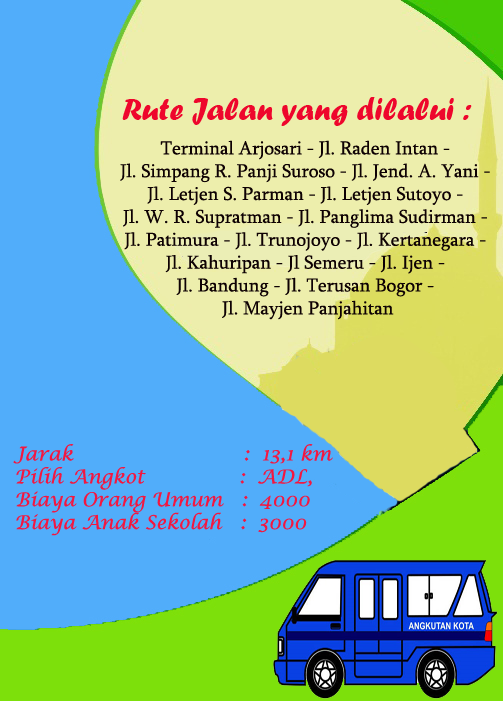 Rute Jalan yang dilalui :
Terminal Arjosari - Jl. Raden Intan -
Jl. Simpang R. Panji Suroso - Jl. Jend. A. Yani -
Jl. Letjen S. Parman - Jl. Letjen Sutoyo -
Jl. W. R. Supratman - Jl. Panglima Sudirman -
Jl. Patimura - Jl. Trunojoyo - Jl. Kertanegara -
Jl. Kahuripan - Jl Semeru - Jl. Ijen -
Jl. Bandung - Jl. Terusan Bogor -
Jl. Mayjen Panjahitan
Jarak : 13,1 km
Pilih Angkot : ADL,
Biaya Orang Umum : 4000
Biaya Anak Sekolah : 3000
ANGKUTAN KOTA